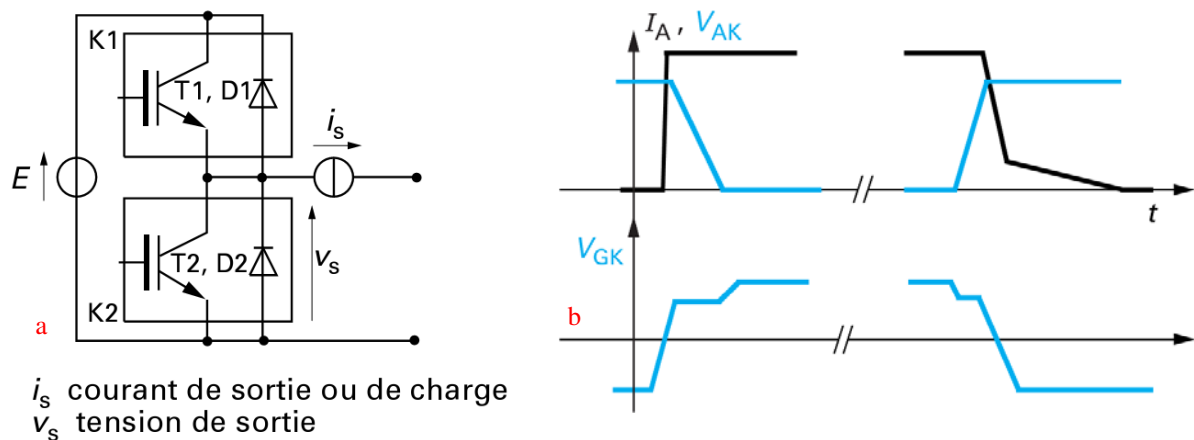 K1
T1, D1
i_s
E
T2, D2
v_s
K2
a
i_s courant de sortie ou de charge
v_s tension de sortie
I_A , V_AK
t
V_GK
b